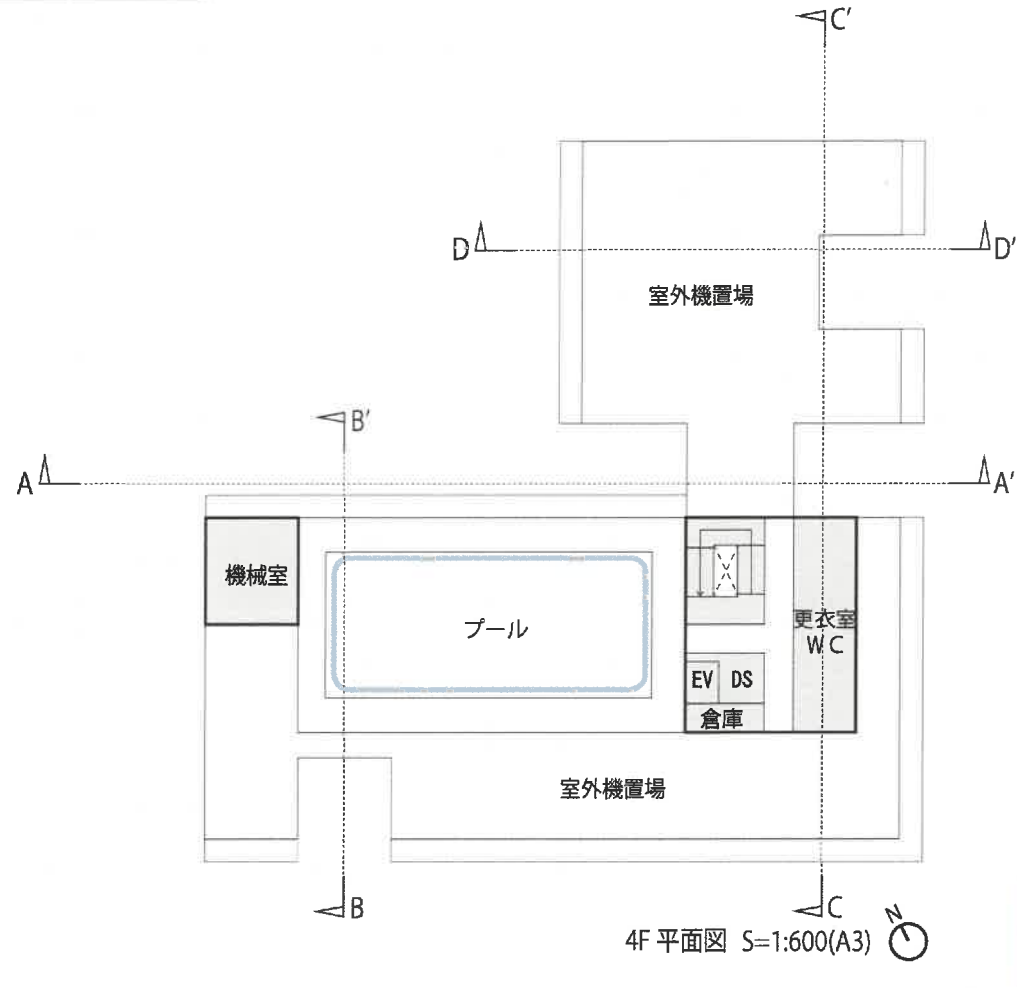 C′
D
D′
室外機置場
B′
A
A′
機械室
プール
更衣室
WC
EV
DS
倉庫
室外機置場
B
C
N
4F 平面図 S=1:600(A3)